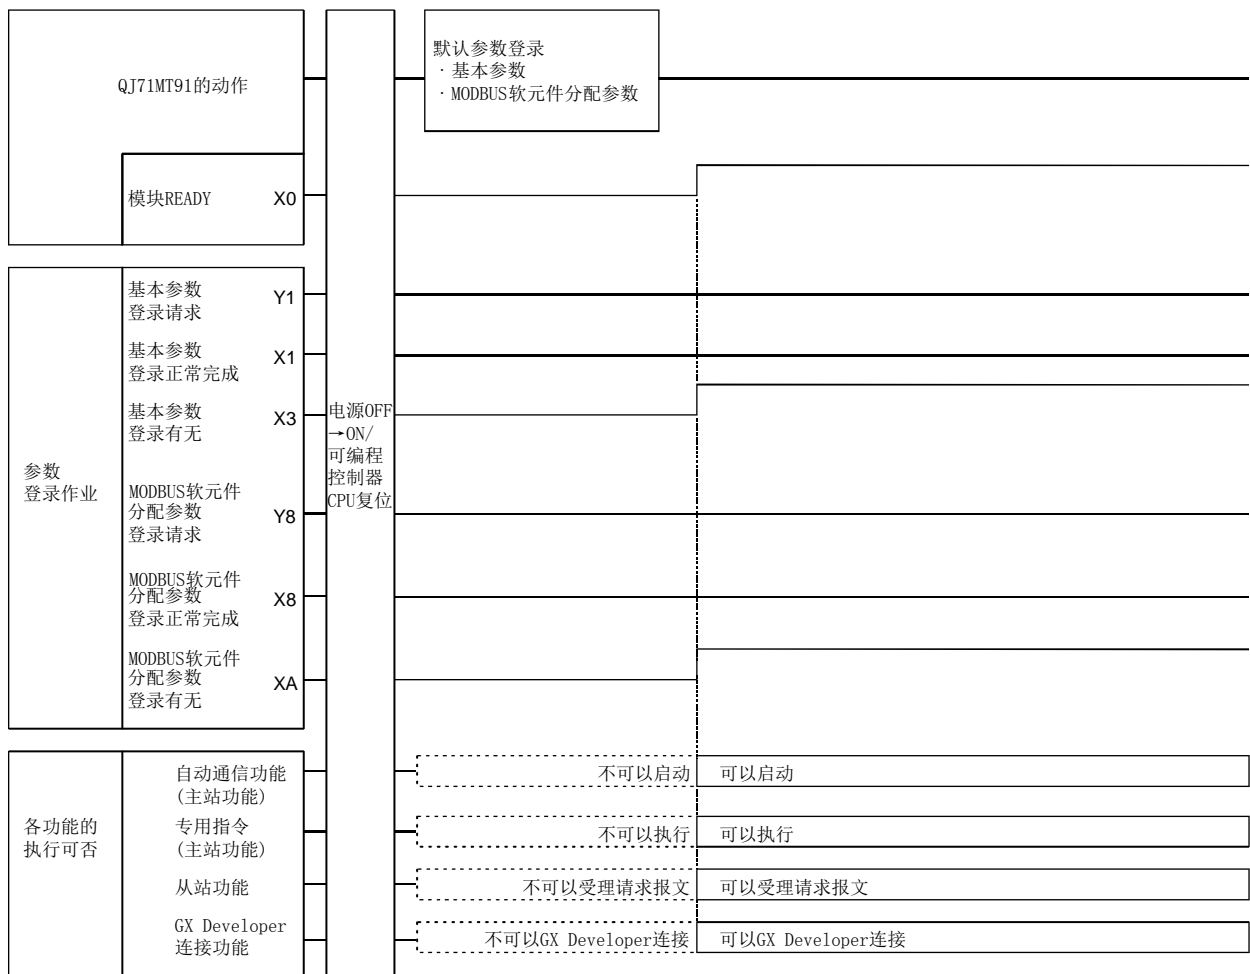 默认参数登录
·基本参数
·MODBUS软元件分配参数
QJ71MT91的动作
模块READY X0
基本参数
登录请求 Y1
基本参数
登录正常完成 X1
基本参数
登录有无 X3
电源OFF
→ON/
可编程
控制器
CPU复位
参数
登录作业
MODBUS软元件
分配参数
登录请求 Y8
MODBUS软元件
分配参数
登录正常完成 X8
MODBUS软元件
分配参数
登录有无 XA
各功能的
执行可否
自动通信功能
(主站功能)
不可以启动 可以启动
专用指令
(主站功能)
不可以执行 可以执行
从站功能
不可以受理请求报文 可以受理请求报文
GX Developer
连接功能
不可以GX Developer连接 可以GX Developer连接